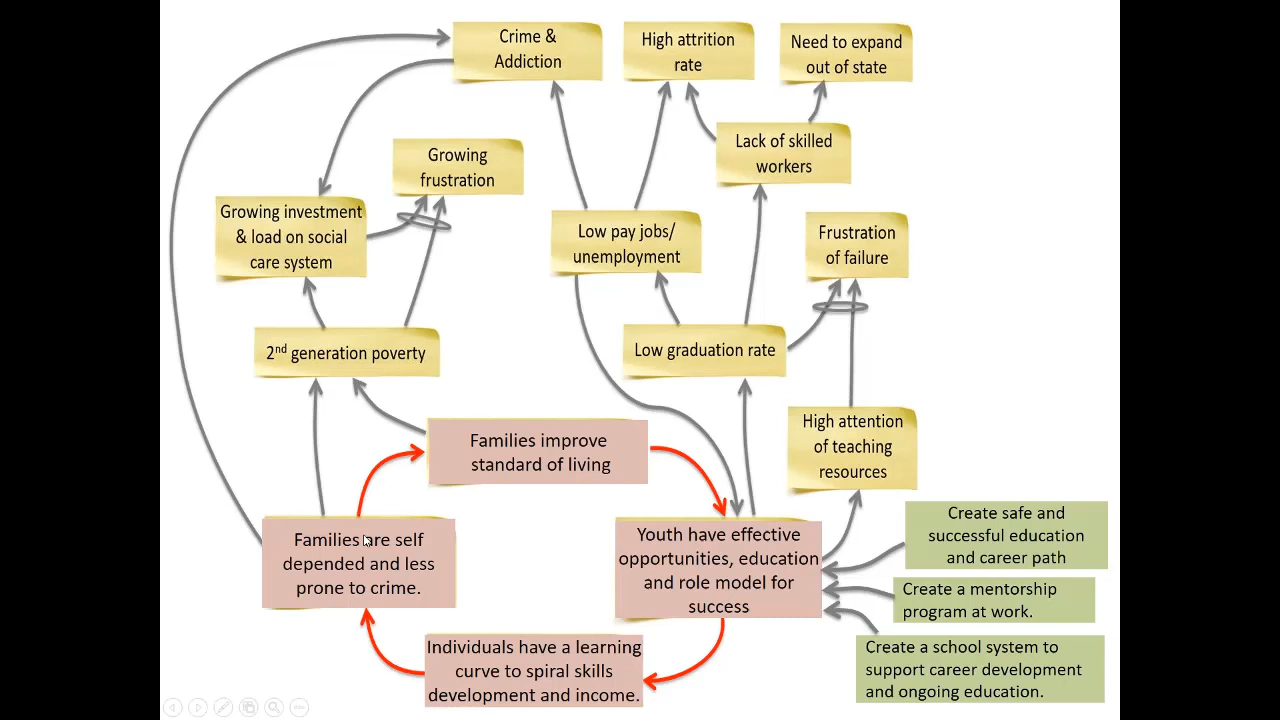 Crime &
Addiction
High attrition
rate
Need to expand
out of state
Lack of skilled
workers
Growing
frustration
Growing investment
& load on social
care system
Low pay jobs/
unemployment
Frustration
of failure
2nd generation poverty
Low graduation rate
High attention
of teaching
resources
Families improve
standard of living
Families are self
depended and less
prone to crime.
Youth have effective
opportunities, education
and role model for
success
Create safe and
successful education
and career path
Create a mentorship
program at work.
Individuals have a learning
curve to spiral skills
development and income.
Create a school system to
support career development
and ongoing education.